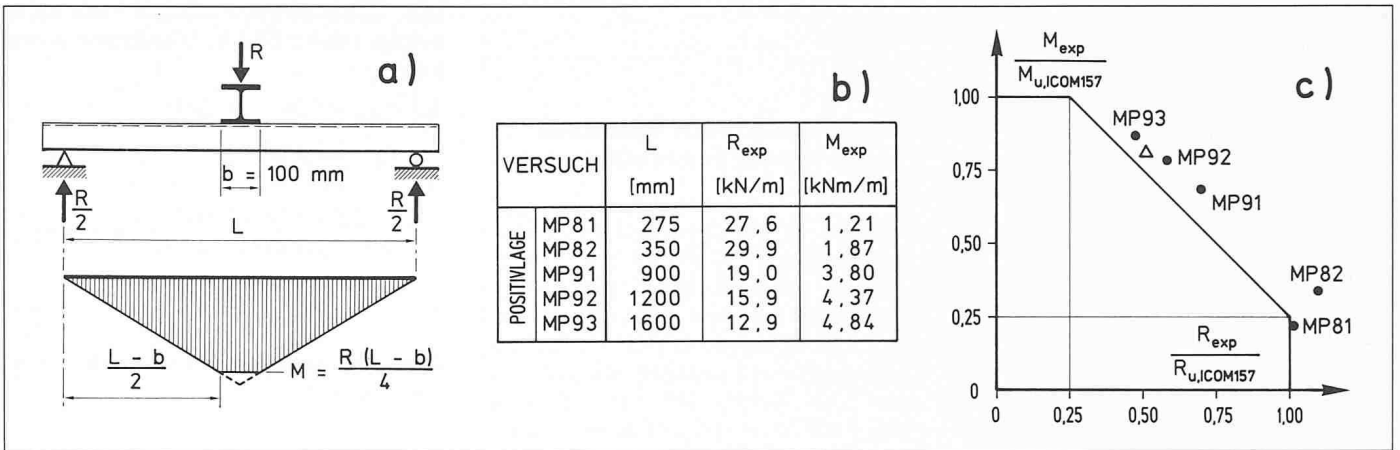 a)
R
b = 100 mm
R/2
R/2
L
L - b / 2
M = R (L - b) / 4
b)
VERSUCH L [mm] R_exp [kN/m] M_exp [kNm/m]
POSITIVLAGE
MP81 275 27,6 1,21
MP82 350 29,9 1,87
MP91 900 19,0 3,80
MP92 1200 15,9 4,37
MP93 1600 12,9 4,84
c)
M_exp / M_u,ICOM157
1,00
MP93
MP92
0,75
MP91
0,50
MP82
0,25
MP81
R_exp / R_u,ICOM157
0
0 0,25 0,50 0,75 1,00